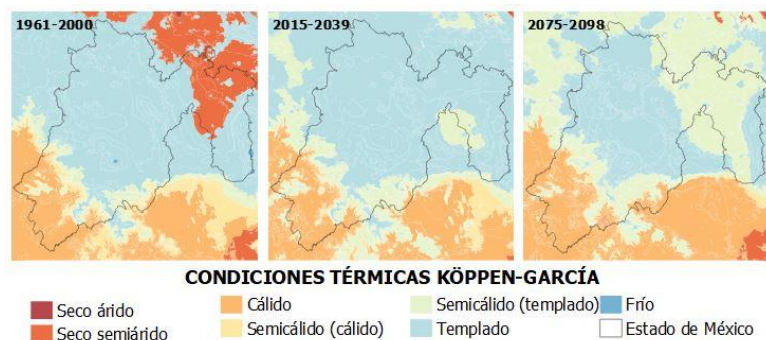 1961-2000
2015-2039
2075-2098
CONDICIONES TÉRMICAS KÖPPEN-GARCÍA
Seco árido
Cálido
Semicálido (templado)
Frío
Seco semiárido
Semicálido (cálido)
Templado
Estado de México